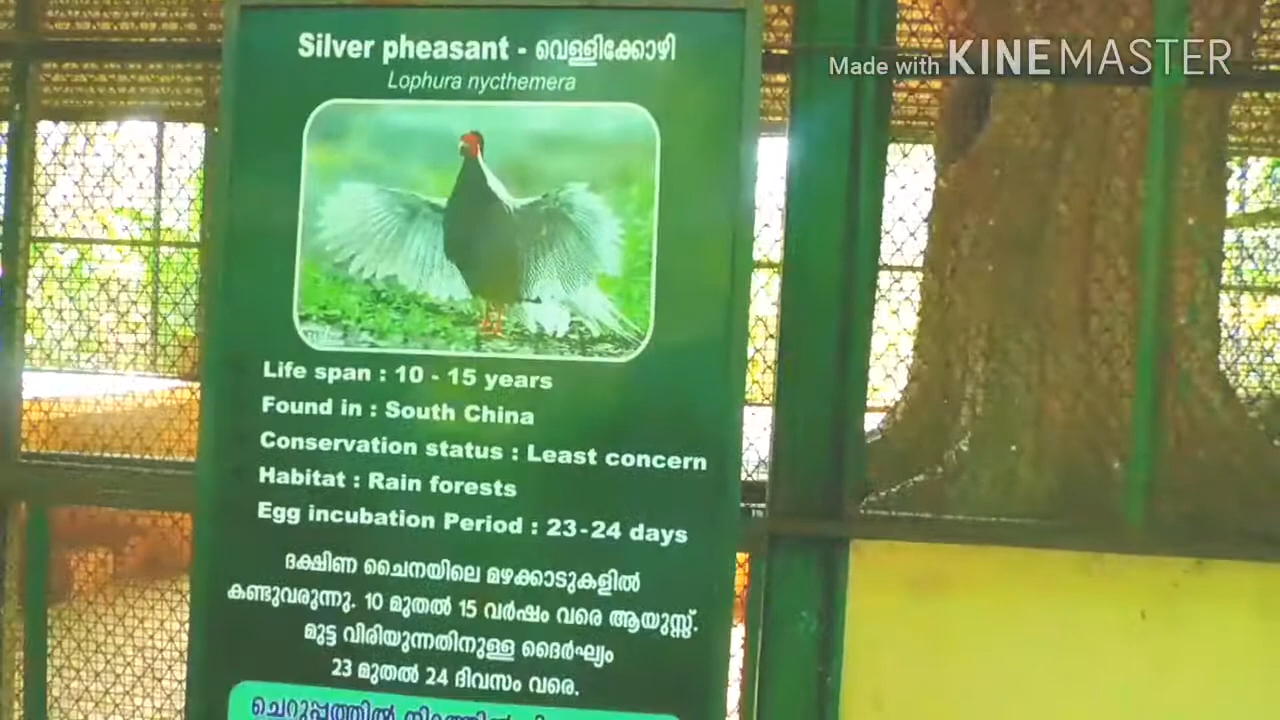 Silver pheasant - വെള്ളിക്കോഴി
Lophura nycthemera
Made with KINEMASTER
Life span : 10 - 15 years
Found in : South China
Conservation status : Least concern
Habitat : Rain forests
Egg incubation Period : 23-24 days
ദക്ഷിണ ചൈനയിലെ മഴക്കാടുകളിൽ
കണ്ടുവരുന്നു. 10 മുതൽ 15 വർഷം വരെ ആയുസ്സ്.
മുട്ട വിരിയുന്നതിനുള്ള ദൈർഘ്യം
23 മുതൽ 24 ദിവസം വരെ.
ചെറുപ്പത്തിൽ